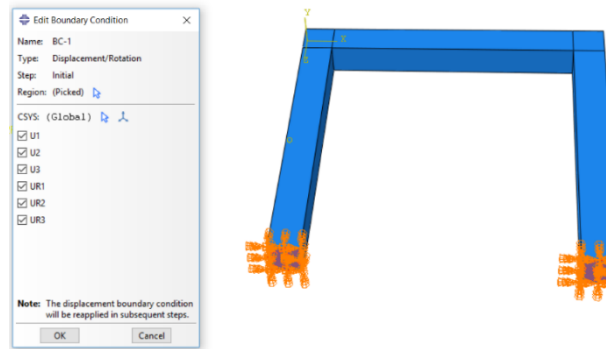 Edit Boundary Condition
Name: BC-1
Type: Displacement/Rotation
Step: Initial
Region: (Picked)
CSYS: (Global)
U1
U2
U3
UR1
UR2
UR3
Note: The displacement boundary condition
will be reapplied in subsequent steps.
OK Cancel
Y
X